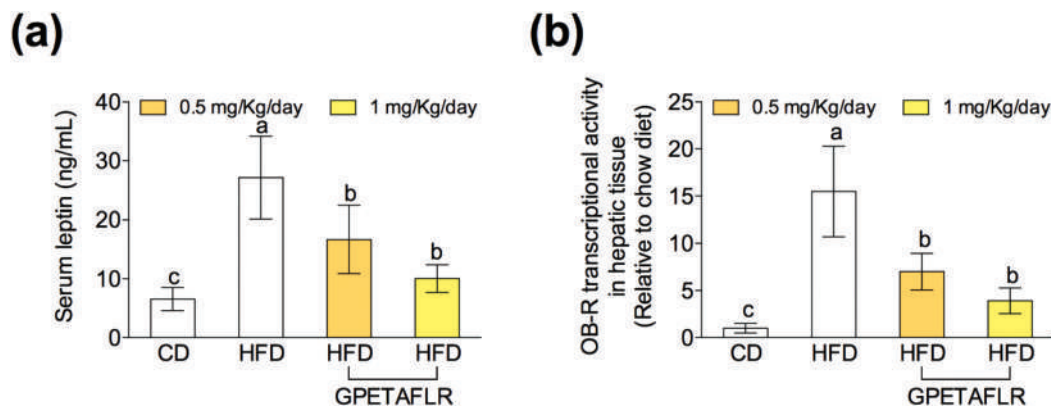 (a)
0.5 mg/Kg/day 1 mg/Kg/day
Serum leptin (ng/mL)
40
30
20
10
0
c
a
b
b
CD HFD HFD HFD
GPETAFLR
(b)
0.5 mg/Kg/day 1 mg/Kg/day
OB-R transcriptional activity
in hepatic tissue
(Relative to chow diet)
25
20
15
10
5
0
c
a
b
b
CD HFD HFD HFD
GPETAFLR